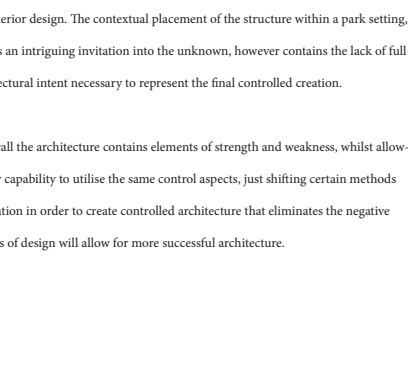 erior design. The contextual placement of the structure within a park setting,
s an intriguing invitation into the unknown, however contains the lack of full
ectural intent necessary to represent the final controlled creation.
all the architecture contains elements of strength and weakness, whilst allow-
capability to utilise the same control aspects, just shifting certain methods
ation in order to create controlled architecture that eliminates the negative
s of design will allow for more successful architecture.